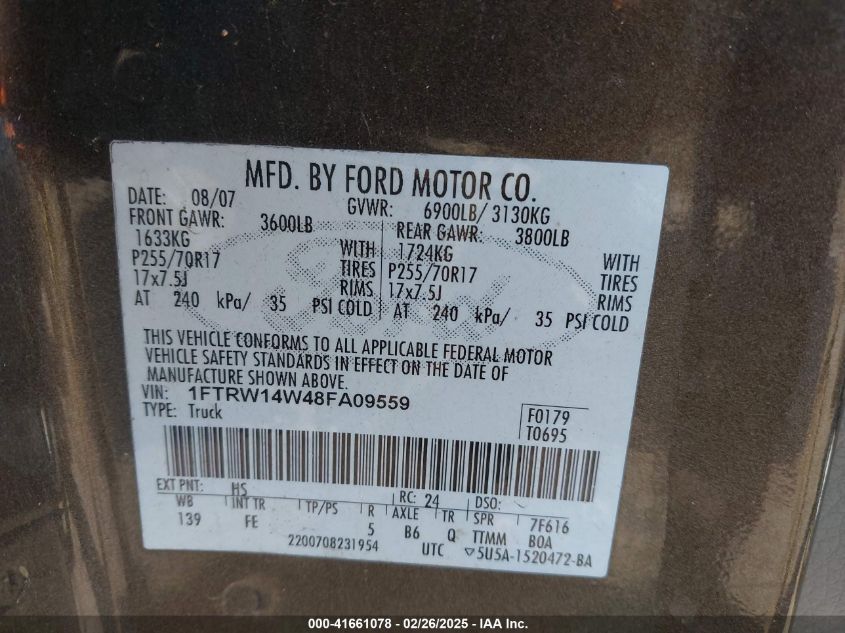 MFD. BY FORD MOTOR CO.
DATE: 08/07 GVWR: 6900LB/ 3130KG
FRONT GAWR: 3600LB REAR GAWR: 3800LB
1633KG WITH 1724KG WITH
P255/70R17 TIRES P255/70R17 TIRES
17x7.5J RIMS 17x7.5J RIMS
AT 240 kPa/ 35 PSI COLD AT 240 kPa/ 35 PSI COLD
THIS VEHICLE CONFORMS TO ALL APPLICABLE FEDERAL MOTOR
VEHICLE SAFETY STANDARDS IN EFFECT ON THE DATE OF
MANUFACTURE SHOWN ABOVE.
VIN: 1FTRW14W48FA09559
TYPE: Truck
F0179
T0695
EXT PNT: HS RC: 24 DSO:
WB INT TR TP/PS R AXLE TR SPR 7F616
139 FE 5 B6 Q TTMM BOA
2200708231954 UTC ▽5U5A-1520472-BA
Ford
000-41661078 - 02/26/2025 - IAA Inc.